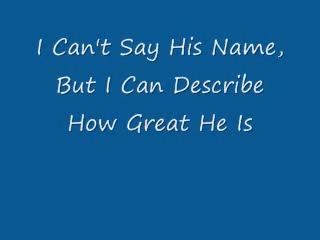 I Can't Say His Name,
But I Can Describe
How Great He Is